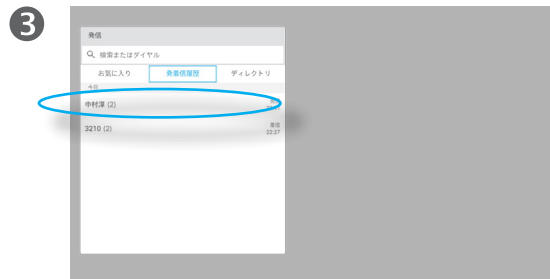 3
発信
検索またはダイヤル
お気に入り 発着信履歴 ディレクトリ
今日
中村凜 (2)
3210 (2) 着信
22:27